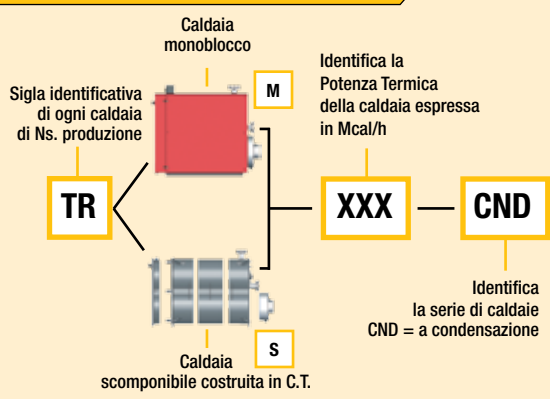 Caldaia
monoblocco
M
Sigla identificativa
di ogni caldaia
di Ns. produzione
TR
Identifica la
Potenza Termica
della caldaia espressa
in Mcal/h
XXX
CND
Identifica
la serie di caldaie
CND = a condensazione
S
Caldaia
scomponibile costruita in C.T.